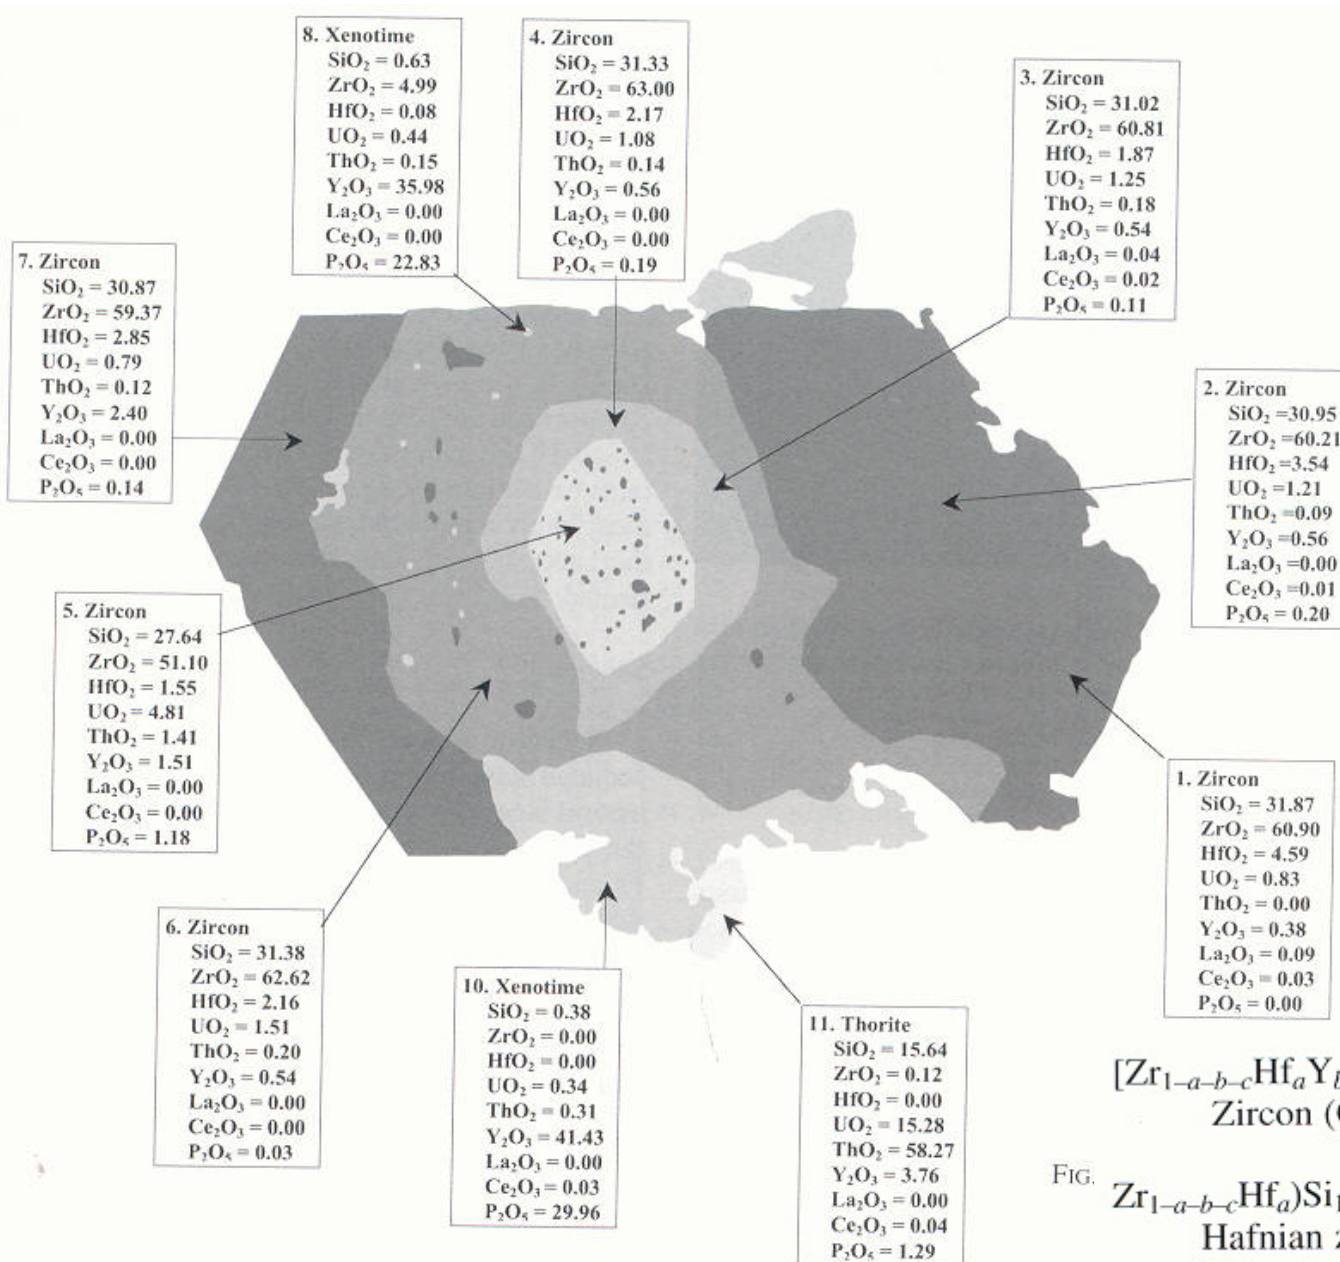 8. Xenotime
SiO₂ = 0.63
ZrO₂ = 4.99
HfO₂ = 0.08
UO₂ = 0.44
ThO₂ = 0.15
Y₂O₃ = 35.98
La₂O₃ = 0.00
Ce₂O₃ = 0.00
P₂O₅ = 22.83
4. Zircon
SiO₂ = 31.33
ZrO₂ = 63.00
HfO₂ = 2.17
UO₂ = 1.08
ThO₂ = 0.14
Y₂O₃ = 0.56
La₂O₃ = 0.00
Ce₂O₃ = 0.00
P₂O₅ = 0.19
3. Zircon
SiO₂ = 31.02
ZrO₂ = 60.81
HfO₂ = 1.87
UO₂ = 1.25
ThO₂ = 0.18
Y₂O₃ = 0.54
La₂O₃ = 0.04
Ce₂O₃ = 0.02
P₂O₅ = 0.11
7. Zircon
SiO₂ = 30.87
ZrO₂ = 59.37
HfO₂ = 2.85
UO₂ = 0.79
ThO₂ = 0.12
Y₂O₃ = 2.40
La₂O₃ = 0.00
Ce₂O₃ = 0.00
P₂O₅ = 0.14
2. Zircon
SiO₂ =30.95
ZrO₂ =60.21
HfO₂ =3.54
UO₂ =1.21
ThO₂ =0.09
Y₂O₃ =0.56
La₂O₃ =0.00
Ce₂O₃ =0.01
P₂O₅ = 0.20
5. Zircon
SiO₂ = 27.64
ZrO₂ = 51.10
HfO₂ = 1.55
UO₂ = 4.81
ThO₂ = 1.41
Y₂O₃ = 1.51
La₂O₃ = 0.00
Ce₂O₃ = 0.00
P₂O₅ = 1.18
1. Zircon
SiO₂ = 31.87
ZrO₂ = 60.90
HfO₂ = 4.59
UO₂ = 0.83
ThO₂ = 0.00
Y₂O₃ = 0.38
La₂O₃ = 0.09
Ce₂O₃ = 0.03
P₂O₅ = 0.00
6. Zircon
SiO₂ = 31.38
ZrO₂ = 62.62
HfO₂ = 2.16
UO₂ = 1.51
ThO₂ = 0.20
Y₂O₃ = 0.54
La₂O₃ = 0.00
Ce₂O₃ = 0.00
P₂O₅ = 0.03
10. Xenotime
SiO₂ = 0.38
ZrO₂ = 0.00
HfO₂ = 0.00
UO₂ = 0.34
ThO₂ = 0.31
Y₂O₃ = 41.43
La₂O₃ = 0.00
Ce₂O₃ = 0.03
P₂O₅ = 29.96
11. Thorite
SiO₂ = 15.64
ZrO₂ = 0.12
HfO₂ = 0.00
UO₂ = 15.28
ThO₂ = 58.27
Y₂O₃ = 3.76
La₂O₃ = 0.00
Ce₂O₃ = 0.04
P₂O₅ = 1.29
[Zr1–a–b–cHfaY
Zircon (
FIG.
Zr1–a–b–cHfa)Si
Hafnian